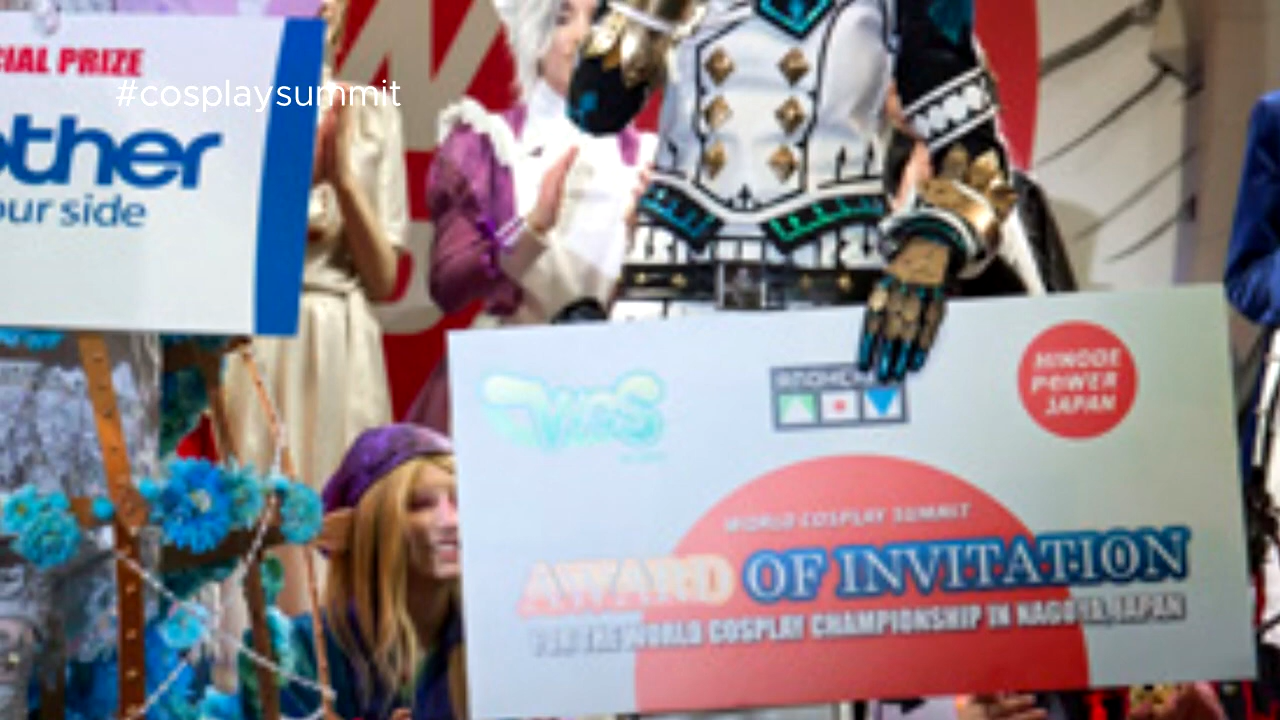 CIAL PRIZE
#cosplaysummit
other
our side
HINODE
POWER
JAPAN
WORLD COSPLAY SUMMIT
AWARD OF INVITATION
FOR THE WORLD COSPLAY CHAMPIONSHIP IN NAGOYA, JAPAN